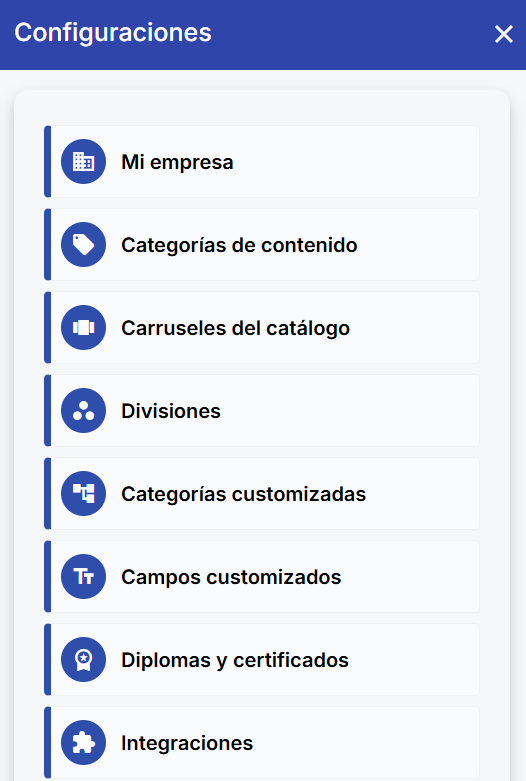 Configuraciones
Mi empresa
Categorías de contenido
Carruseles del catálogo
Divisiones
Categorías customizadas
Campos customizados
Diplomas y certificados
Integraciones